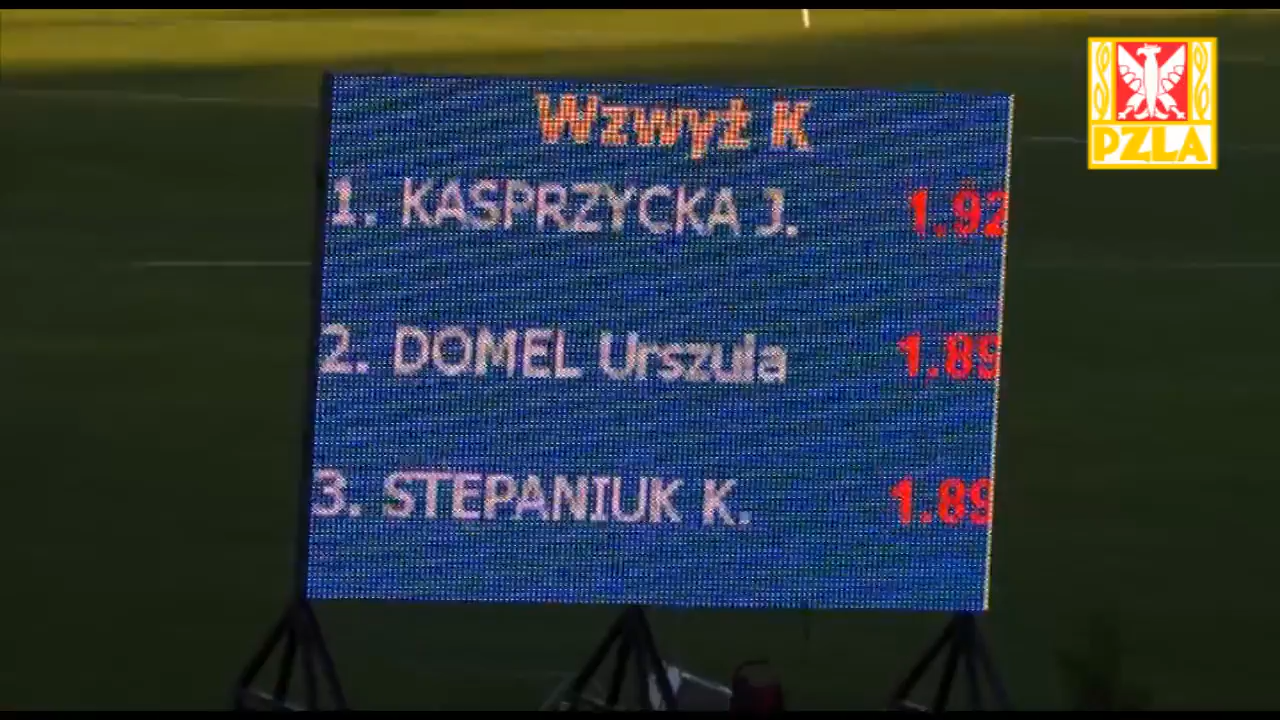 Wzwyż K
PZLA
1. KASPRZYCKA J. 1.92
2. DOMEL Urszula 1.89
3. STEPANIUK K. 1.89